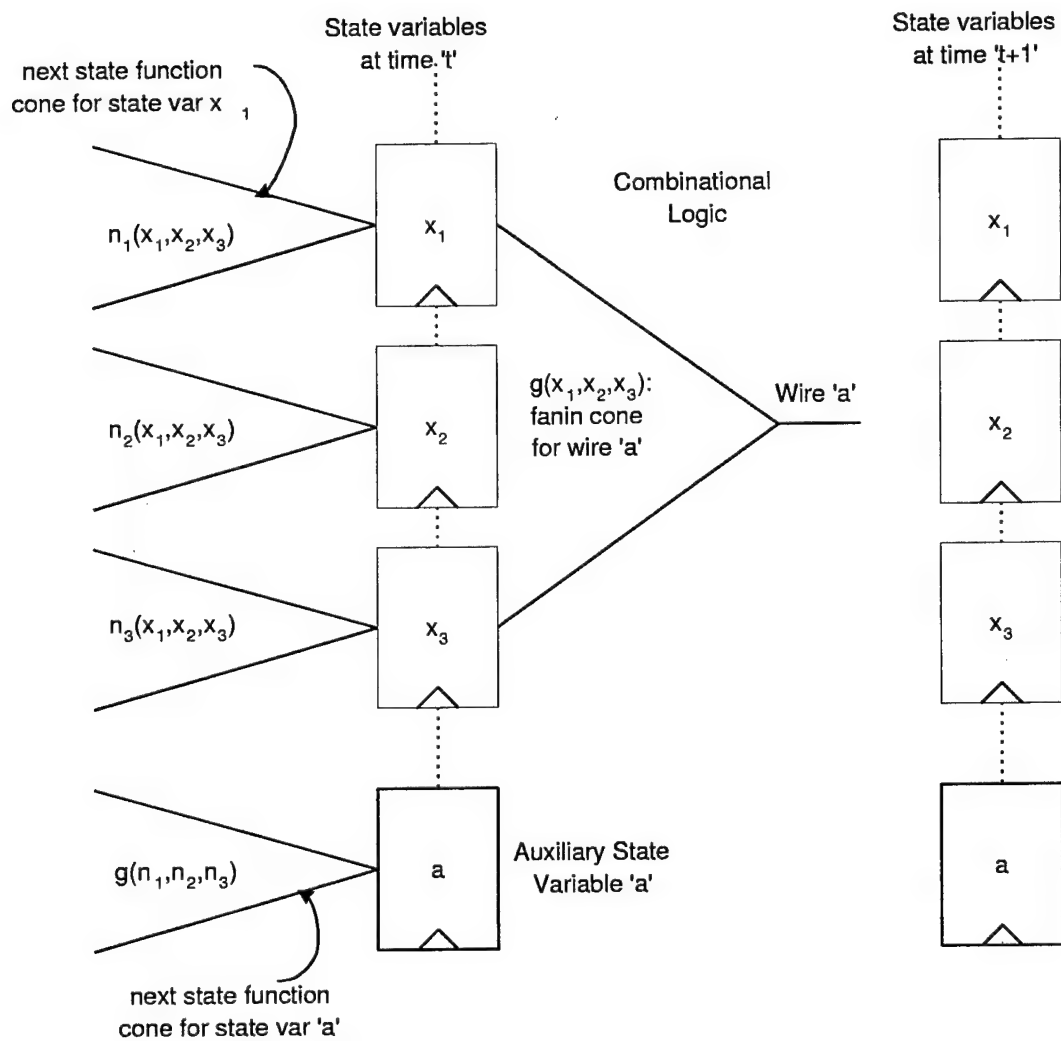 State variables
at time 't'
State variables
at time 't+1'
next state function
cone for state var x 1
n1(x1,x2,x3)
x1
Combinational
Logic
x1
n2(x1,x2,x3)
x2
g(x1,x2,x3):
fanin cone
for wire 'a'
Wire 'a'
x2
n3(x1,x2,x3)
x3
x3
g(n1,n2,n3)
a
Auxiliary State
Variable 'a'
a
next state function
cone for state var 'a'